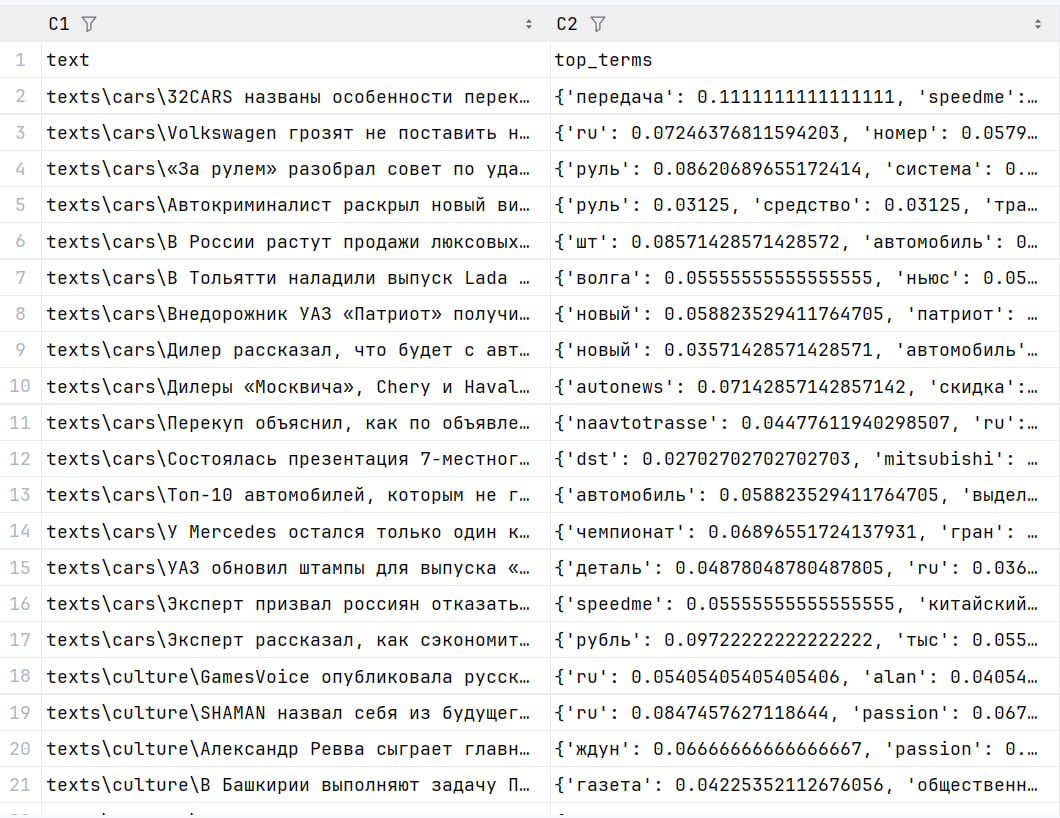 C1 C2
1 text top_terms
2 texts\cars\32CARS названы особенности перек… {'передача': 0.1111111111111111, 'speedme':…
3 texts\cars\Volkswagen грозят не поставить н… {'ru': 0.07246376811594203, 'номер': 0.0579…
4 texts\cars\«За рулем» разобрал совет по уда… {'руль': 0.08620689655172414, 'система': 0.…
5 texts\cars\Автокриминалист раскрыл новый ви… {'руль': 0.03125, 'средство': 0.03125, 'тра…
6 texts\cars\В России растут продажи люксовых… {'шт': 0.08571428571428572, 'автомобиль': 0…
7 texts\cars\В Тольятти наладили выпуск Lada … {'волга': 0.05555555555555555, 'ньюс': 0.05…
8 texts\cars\Внедорожник УАЗ «Патриот» получи… {'новый': 0.058823529411764705, 'патриот': …
9 texts\cars\Дилер рассказал, что будет с авт… {'новый': 0.03571428571428571, 'автомобиль'…
10 texts\cars\Дилеры «Москвича», Chery и Haval… {'autonews': 0.07142857142857142, 'скидка':…
11 texts\cars\Перекуп объяснил, как по объявле… {'naavtotrasse': 0.04477611940298507, 'ru':…
12 texts\cars\Состоялась презентация 7-местног… {'dst': 0.02702702702702703, 'mitsubishi': …
13 texts\cars\Топ-10 автомобилей, которым не г… {'автомобиль': 0.058823529411764705, 'выдел…
14 texts\cars\У Mercedes остался только один к… {'чемпионат': 0.06896551724137931, 'гран': …
15 texts\cars\УАЗ обновил штампы для выпуска «… {'деталь': 0.04878048780487805, 'ru': 0.036…
16 texts\cars\Эксперт призвал россиян отказать… {'speedme': 0.05555555555555555, 'китайский…
17 texts\cars\Эксперт рассказал, как сэкономит… {'рубль': 0.09722222222222222, 'тыс': 0.055…
18 texts\culture\GamesVoice опубликовала русск… {'ru': 0.05405405405405406, 'alan': 0.04054…
19 texts\culture\SHAMAN назвал себя из будущег… {'ru': 0.0847457627118644, 'passion': 0.067…
20 texts\culture\Александр Ревва сыграет главн… {'ждун': 0.06666666666666667, 'passion': 0.…
21 texts\culture\В Башкирии выполняют задачу П… {'газета': 0.04225352112676056, 'общественн…